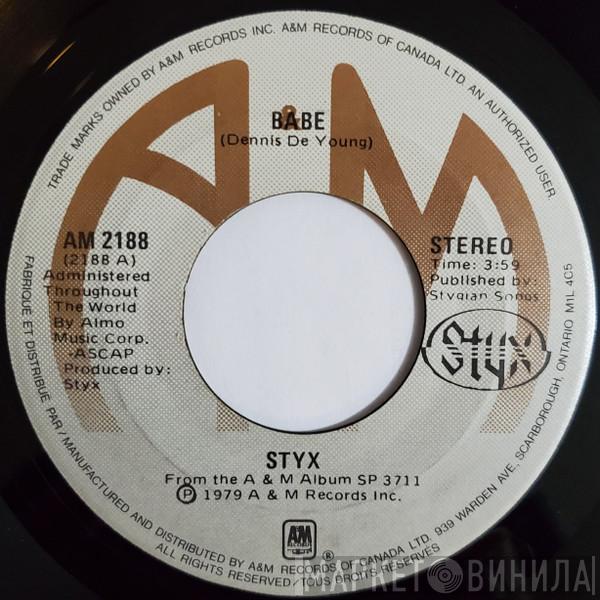 TRADE MARKS OWNED BY A&M RECORDS INC. A&M RECORDS OF CANADA LTD. AN AUTHORIZED USER
A&M
BABE
(Dennis De Young)
AM 2188
(2188 A)
Administered
Throughout
The World
By Almo
Music Corp.
-ASCAP
Produced by:
Styx
STEREO
Time: 3:59
Published by:
Stygian Songs
Styx
STYX
From the A & M Album SP 3711
Ⓟ 1979 A & M Records Inc.
A&M
RECORDS
®
FABRIQUE ET DISTRIBUÉ PAR / MANUFACTURED AND DISTRIBUTED BY A&M RECORDS OF CANADA LTD. 939 WARDEN AVE, SCARBOROUGH, ONTARIO M1L 4C5
ALL RIGHTS RESERVED / TOUS DROITS RESERVÉS
МАРКЕТ ВИНИЛА